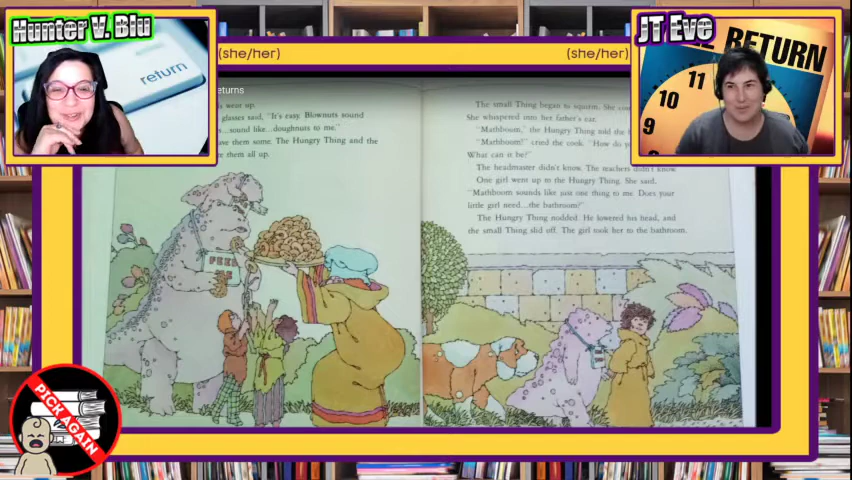 Hunter V. Blu
return
(she/her)
(she/her)
JT Eve
RETURN
11
10
9
8
eturns
s wear up.
glasses said, "It's easy. Blownuts sound
...sound like...doughnuts to me."
use them some. The Hungry Thing and the
e them all up.
FEED
ME
The small Thing began to squirm. She
She whispered into her father's ear.
"Mathboom," the Hungry Thing told the
"Mathboom?" cried the cook. "How do
What can it be?"
The headmaster didn't know. The teachers didn't know.
One girl went up to the Hungry Thing. She said,
"Mathboom sounds like just one thing to me. Does your
little girl need...the bathroom?"
The Hungry Thing nodded. He lowered his head, and
the small Thing slid off. The girl took her to the bathroom.
PICK AGAIN